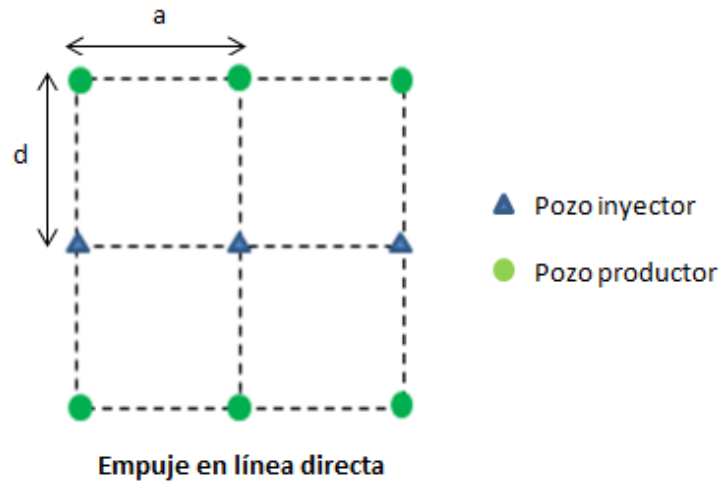 a
d
Pozo inyector
Pozo productor
Empuje en línea directa